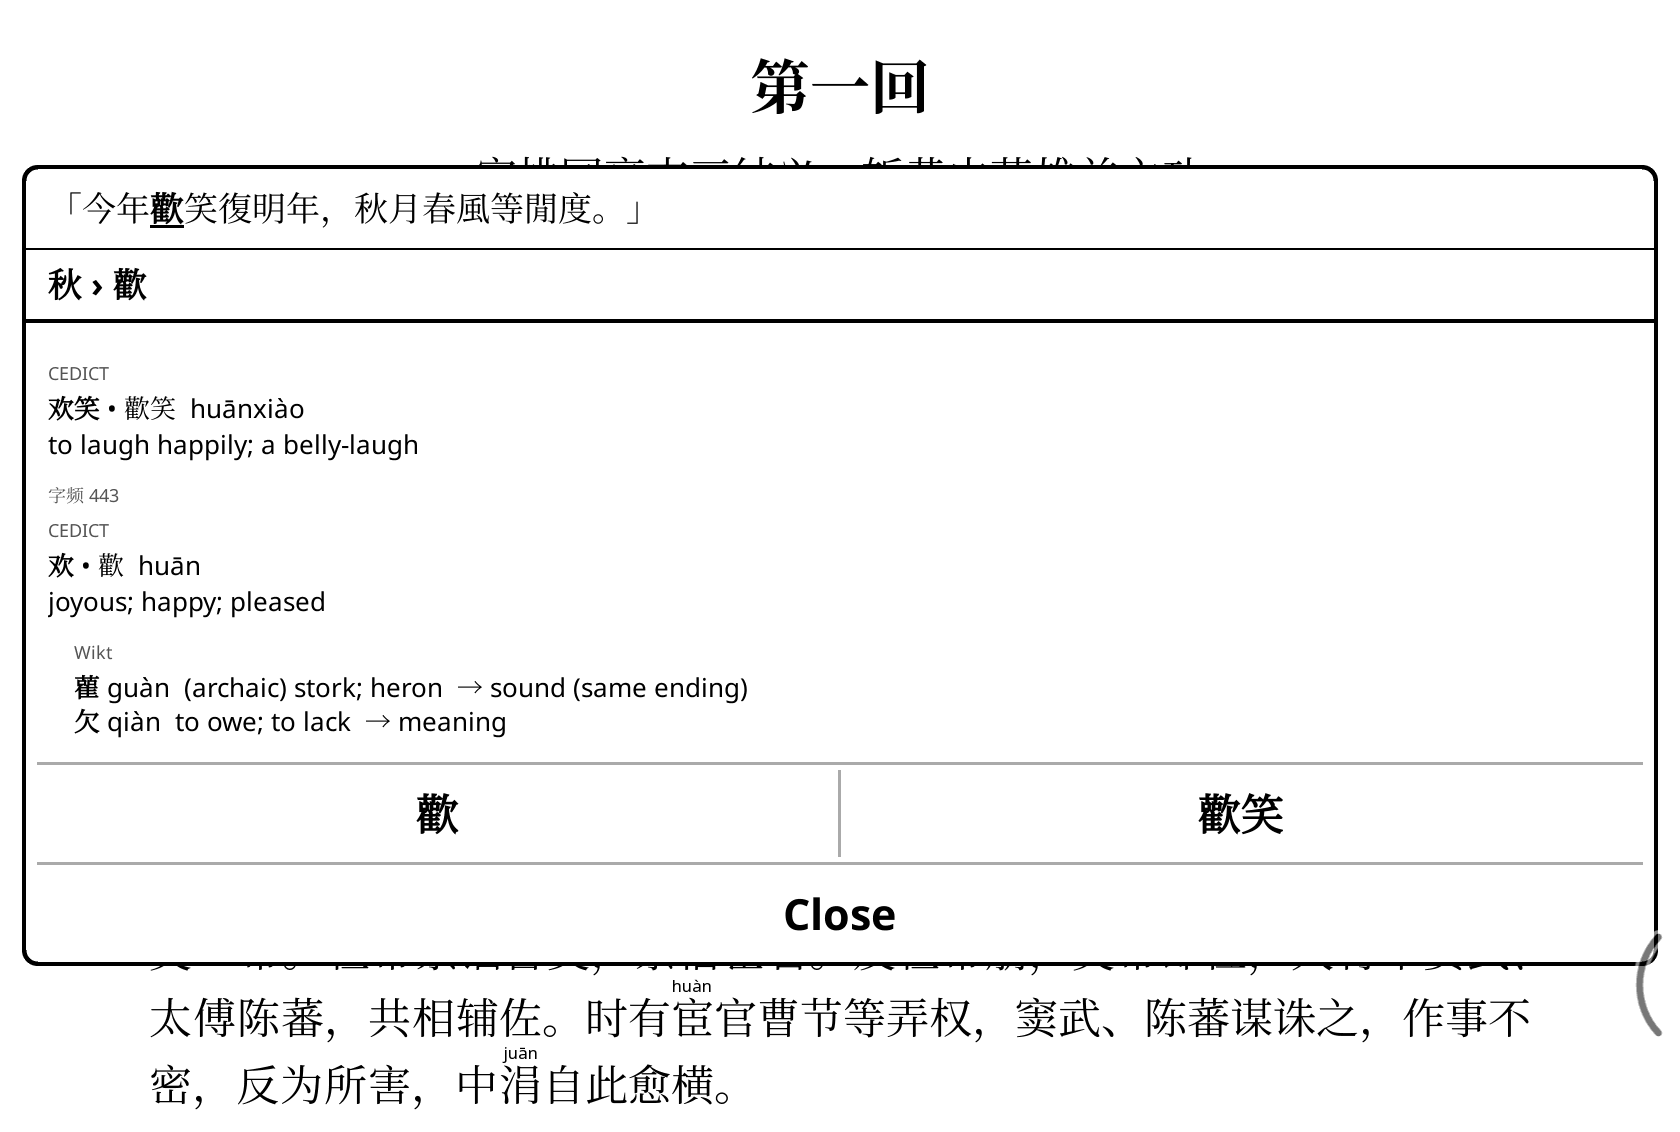 第一回
「今年歡笑復明年，秋月春風等閒度。」
秋 › 歡
CEDICT
欢笑 • 歡笑 huānxiào
to laugh happily; a belly-laugh
字频 443
CEDICT
欢 • 歡 huān
joyous; happy; pleased
Wikt
雚 guàn (archaic) stork; heron → sound (same ending)
欠 qiàn to owe; to lack → meaning
歡
歡笑
Close
huàn
太傅陈蕃，共相辅佐。时有宦官曹节等弄权，窦武、陈蕃谋诛之，作事不
juān
密，反为所害，中涓自此愈横。